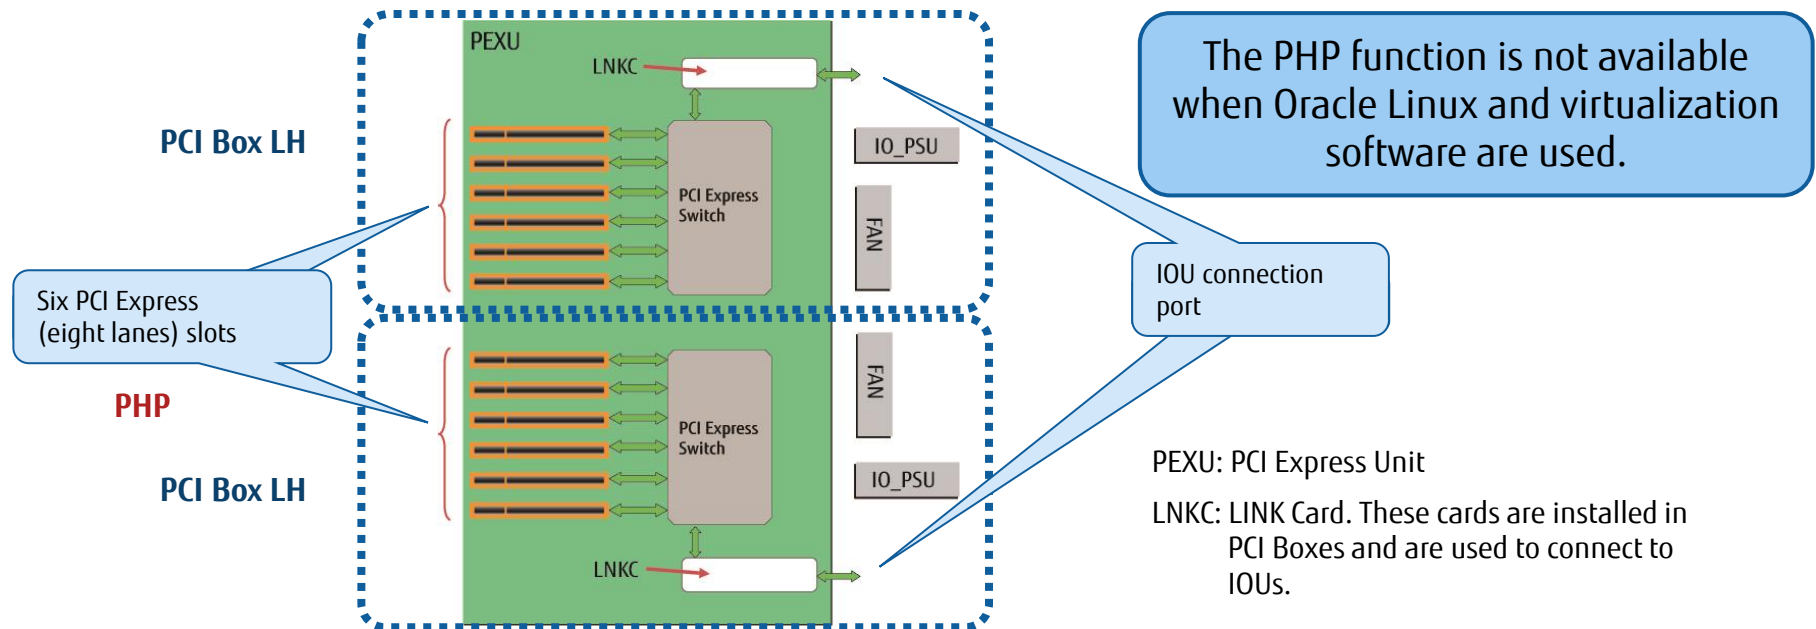 PEXU
LNKC
The PHP function is not available
when Oracle Linux and virtualization
software are used.
PCI Box LH
IO_PSU
PCI Express
Switch
FAN
IOU connection
port
Six PCI Express
(eight lanes) slots
FAN
PHP
PCI Express
Switch
PCI Box LH
IO_PSU
PEXU: PCI Express Unit
LNKC: LINK Card. These cards are installed in
PCI Boxes and are used to connect to
IOUs.
LNKC